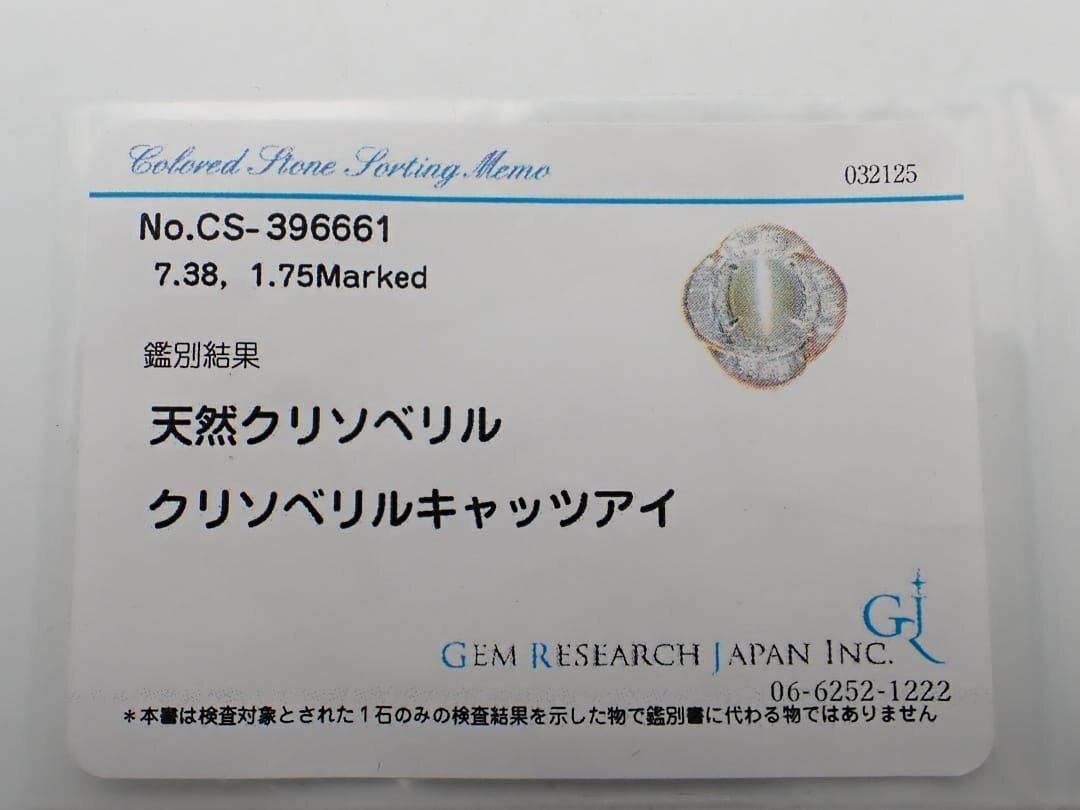 Colored Stone Sorting Memo
032125
No.CS-396661
7.38, 1.75Marked
鑑別結果
天然クリソベリル
クリソベリルキャッツアイ
GJ
GEM RESEARCH JAPAN INC.
06-6252-1222
*本書は検査対象とされた1石のみの検査結果を示した物で鑑別書に代わる物ではありません